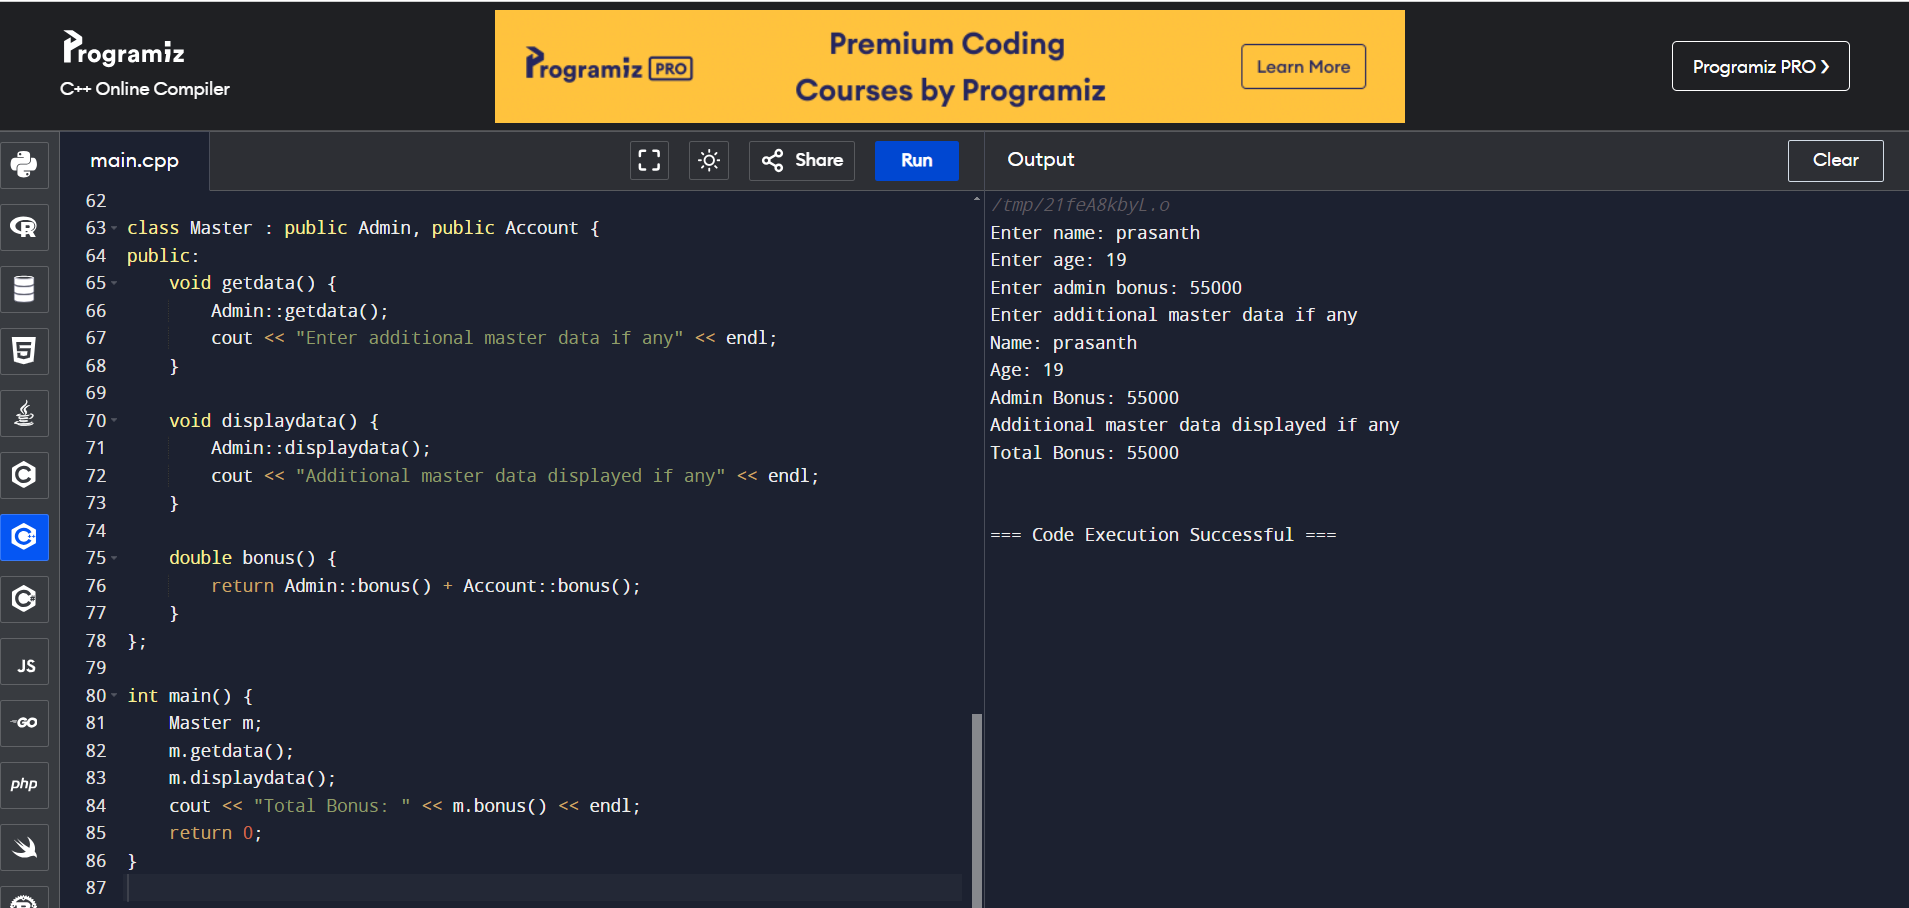 Programiz
C++ Online Compiler
Programiz PRO
Premium Coding
Courses by Programiz
Learn More
Programiz PRO ❯
main.cpp
Share
Run
Output
Clear
62
63 class Master : public Admin, public Account {
64 public:
65     void getdata() {
66         Admin::getdata();
67         cout << "Enter additional master data if any" << endl;
68     }
69
70     void displaydata() {
71         Admin::displaydata();
72         cout << "Additional master data displayed if any" << endl;
73     }
74
75     double bonus() {
76         return Admin::bonus() + Account::bonus();
77     }
78 };
79
80 int main() {
81     Master m;
82     m.getdata();
83     m.displaydata();
84     cout << "Total Bonus: " << m.bonus() << endl;
85     return 0;
86 }
87
/tmp/21feA8kbyL.o
Enter name: prasanth
Enter age: 19
Enter admin bonus: 55000
Enter additional master data if any
Name: prasanth
Age: 19
Admin Bonus: 55000
Additional master data displayed if any
Total Bonus: 55000
=== Code Execution Successful ===
R
5
C
C++
C#
JS
GO
php